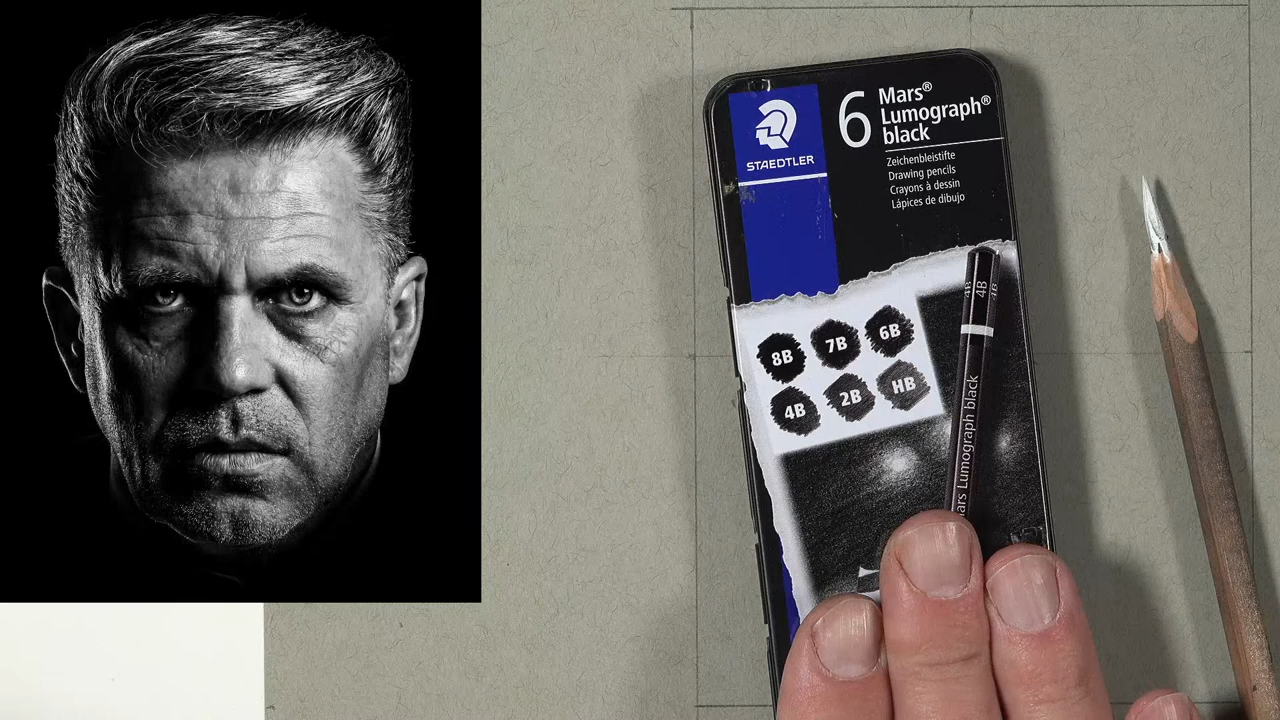 STAEDTLER
6
Mars®
Lumograph®
black
Zeichenbleistifte
Drawing pencils
Crayons à dessin
Lápices de dibujo
4B 4B 4B
8B 7B 6B
4B 2B HB
Lumograph black